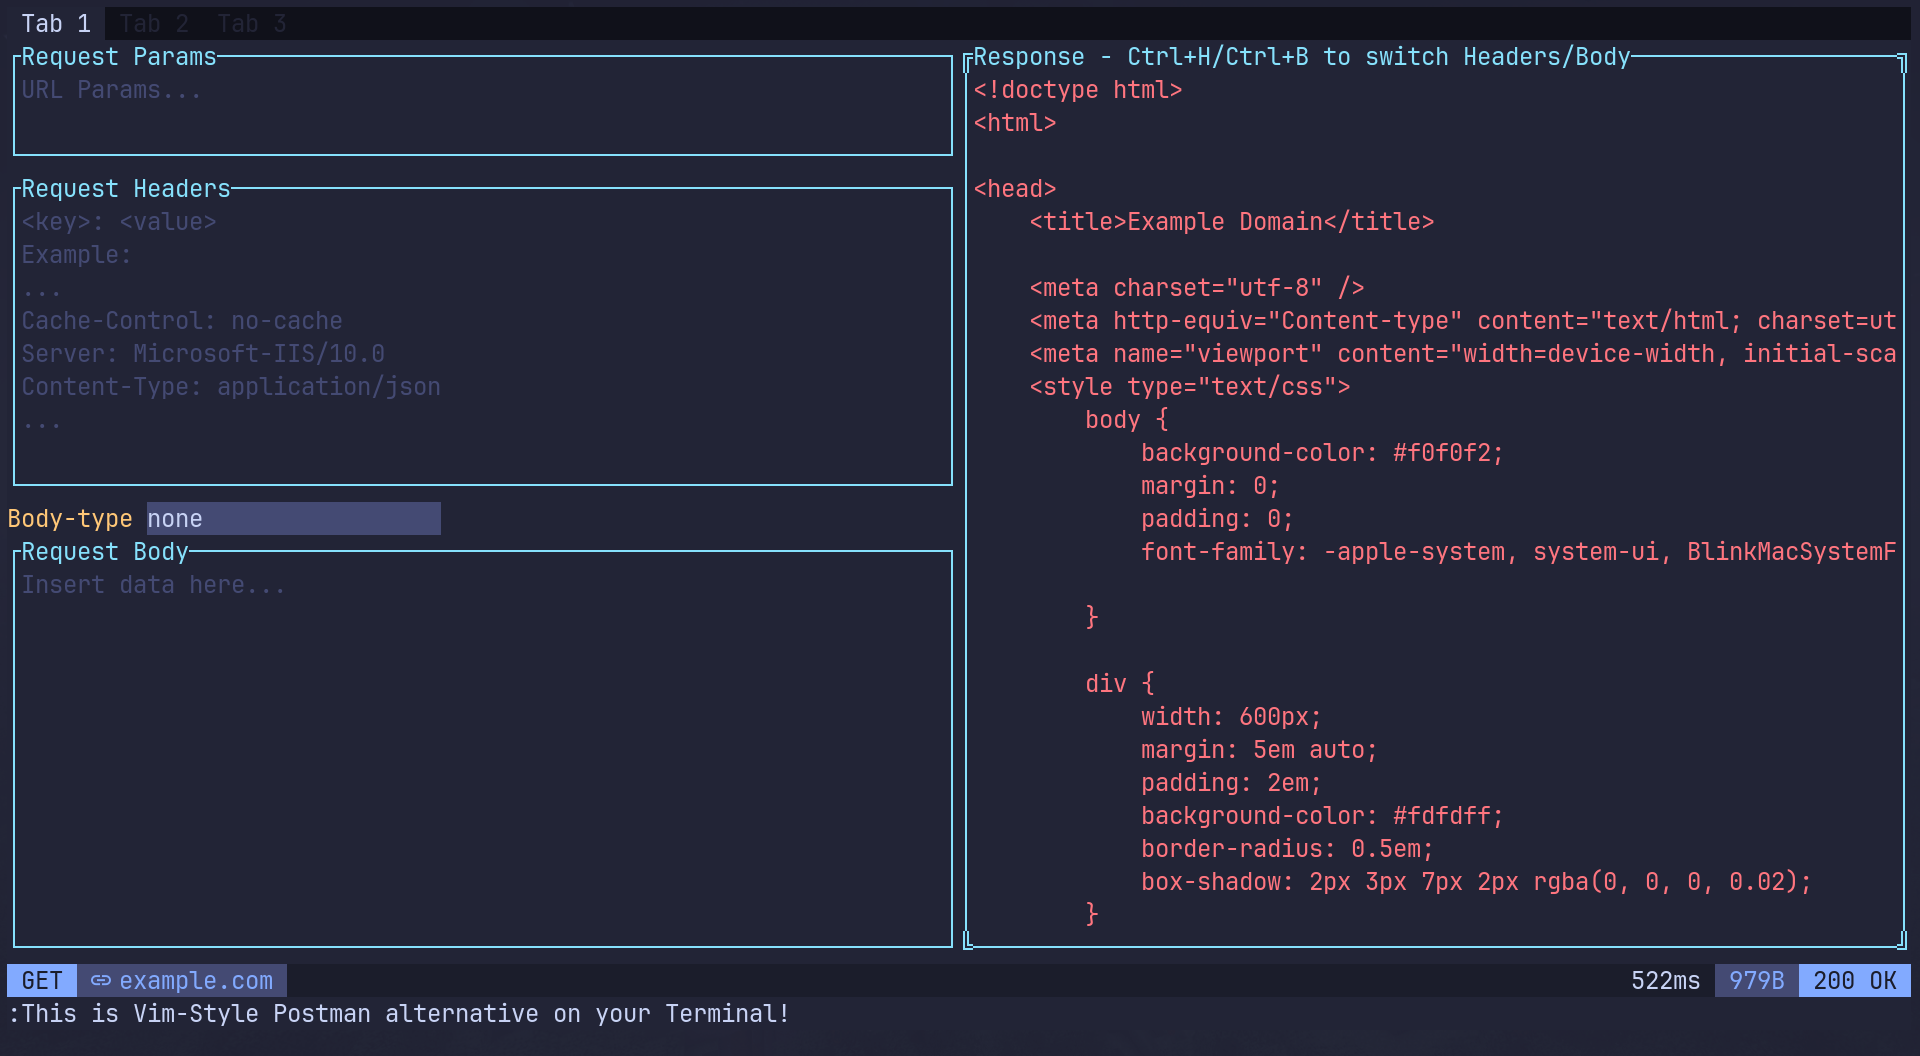 Tab 1 Tab 2 Tab 3
Request Params
URL Params...
Request Headers
<key>: <value>
Example:
...
Cache-Control: no-cache
Server: Microsoft-IIS/10.0
Content-Type: application/json
...
Body-type none
Request Body
Insert data here...
Response - Ctrl+H/Ctrl+B to switch Headers/Body
<!doctype html>
<html>
<head>
    <title>Example Domain</title>
    <meta charset="utf-8" />
    <meta http-equiv="Content-type" content="text/html; charset=ut
    <meta name="viewport" content="width=device-width, initial-sca
    <style type="text/css">
        body {
            background-color: #f0f0f2;
            margin: 0;
            padding: 0;
            font-family: -apple-system, system-ui, BlinkMacSystemF
        }
        div {
            width: 600px;
            margin: 5em auto;
            padding: 2em;
            background-color: #fdfdff;
            border-radius: 0.5em;
            box-shadow: 2px 3px 7px 2px rgba(0, 0, 0, 0.02);
        }
GET example.com 522ms 979B 200 OK
:This is Vim-Style Postman alternative on your Terminal!